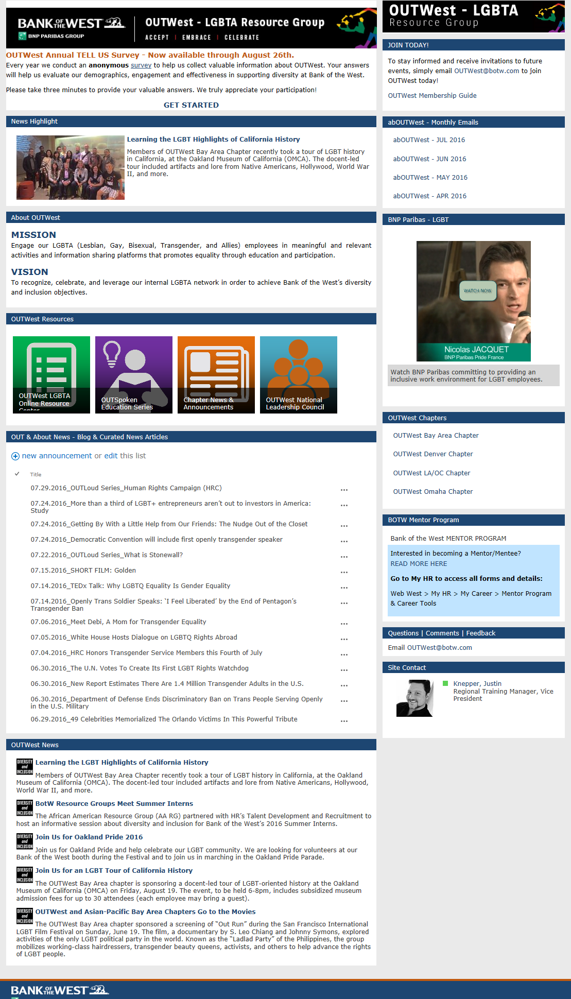 BANK OF THE WEST
BNP PARIBAS GROUP
OUTWest - LGBTA Resource Group
ACCEPT | EMBRACE | CELEBRATE
OUTWest Annual TELL US Survey - Now available through August 26th.
Every year we conduct an anonymous survey to help us collect valuable information about OUTWest. Your answers
will help us evaluate our demographics, engagement and effectiveness in supporting diversity at Bank of the West.
Please take three minutes to provide your valuable answers. We truly appreciate your participation!
GET STARTED
News Highlight
Learning the LGBT Highlights of California History
Members of OUTWest Bay Area Chapter recently took a tour of LGBT history
in California, at the Oakland Museum of California (OMCA). The docent-led
tour included artifacts and lore from Native Americans, Hollywood, World War
II, and more.
About OUTWest
MISSION
Engage our LGBTA (Lesbian, Gay, Bisexual, Transgender, and Allies) employees in meaningful and relevant
activities and information sharing platforms that promotes equality through education and participation.
VISION
To recognize, celebrate, and leverage our internal LGBTA network in order to achieve Bank of the West’s diversity
and inclusion objectives.
OUTWest Resources
OUTWest LGBTA
Online Resource
Center
OUTSpoken
Education Series
Chapter News &
Announcements
OUTWest National
Leadership Council
OUT & About News - Blog & Curated News Articles
new announcement or edit this list
Title
07.29.2016_OUTLoud Series_Human Rights Campaign (HRC)
07.24.2016_More than a third of LGBT+ entrepreneurs aren’t out to investors in America:
Study
07.24.2016_Getting By With a Little Help from Our Friends: The Nudge Out of the Closet
07.24.2016_Democratic Convention will include first openly transgender speaker
07.22.2016_OUTLoud Series_What is Stonewall?
07.15.2016_SHORT FILM: Golden
07.14.2016_TEDx Talk: Why LGBTQ Equality Is Gender Equality
07.14.2016_Openly Trans Soldier Speaks: ‘I Feel Liberated’ by the End of Pentagon’s
Transgender Ban
07.06.2016_Meet Debi, A Mom for Transgender Equality
07.05.2016_White House Hosts Dialogue on LGBTQ Rights Abroad
07.04.2016_HRC Honors Transgender Service Members this Fourth of July
06.30.2016_The U.N. Votes To Create Its First LGBT Rights Watchdog
06.30.2016_New Report Estimates There Are 1.4 Million Transgender Adults in the U.S.
06.30.2016_Department of Defense Ends Discriminatory Ban on Trans People Serving Openly
in the U.S. Military
06.29.2016_49 Celebrities Memorialized The Orlando Victims In This Powerful Tribute
OUTWest News
DIVERSITY
and
INCLUSION
Learning the LGBT Highlights of California History
Members of OUTWest Bay Area Chapter recently took a tour of LGBT history in California, at the Oakland
Museum of California (OMCA). The docent-led tour included artifacts and lore from Native Americans, Hollywood,
World War II, and more.
DIVERSITY
and
INCLUSION
BotW Resource Groups Meet Summer Interns
The African American Resource Group (AA RG) partnered with HR’s Talent Development and Recruitment to
host an informative session about diversity and inclusion for Bank of the West’s 2016 Summer Interns.
DIVERSITY
and
INCLUSION
Join Us for Oakland Pride 2016
Join us for Oakland Pride and help celebrate our LGBT community. We are looking for volunteers at our
Bank of the West booth during the Festival and to join us in marching in the Oakland Pride Parade.
DIVERSITY
and
INCLUSION
Join Us for an LGBT Tour of California History
The OUTWest Bay Area chapter is sponsoring a docent-led tour of LGBT-oriented history at the Oakland
Museum of California (OMCA) on Friday, August 19. The event, to be held 6-8pm, includes subsidized museum
admission fees for up to 30 attendees (each employee may bring a guest).
DIVERSITY
and
INCLUSION
OUTWest and Asian-Pacific Bay Area Chapters Go to the Movies
The OUTWest Bay Area chapter sponsored a screening of “Out Run” during the San Francisco International
LGBT Film Festival on Sunday, June 19. The film, a documentary by S. Leo Chiang and Johnny Symons, explored
activities of the only LGBT political party in the world. Known as the “Ladlad Party” of the Philippines, the group
mobilizes working-class hairdressers, transgender beauty queens, activists, and others to help advance the rights
of LGBT people.
OUTWest - LGBTA
Resource Group
JOIN TODAY!
To stay informed and receive invitations to future
events, simply email OUTWest@botw.com to join
OUTWest today!
OUTWest Membership Guide
abOUTWest - Monthly Emails
abOUTWest - JUL 2016
abOUTWest - JUN 2016
abOUTWest - MAY 2016
abOUTWest - APR 2016
BNP Paribas - LGBT
WATCH NOW
Nicolas JACQUET
BNP Paribas Pride France
Watch BNP Paribas committing to providing an
inclusive work environment for LGBT employees.
OUTWest Chapters
OUTWest Bay Area Chapter
OUTWest Denver Chapter
OUTWest LA/OC Chapter
OUTWest Omaha Chapter
BOTW Mentor Program
Bank of the West MENTOR PROGRAM
Interested in becoming a Mentor/Mentee?
READ MORE HERE
Go to My HR to access all forms and details:
Web West > My HR > My Career > Mentor Program
& Career Tools
Questions | Comments | Feedback
Email OUTWest@botw.com
Site Contact
Knepper, Justin
Regional Training Manager, Vice
President
BANK OF THE WEST